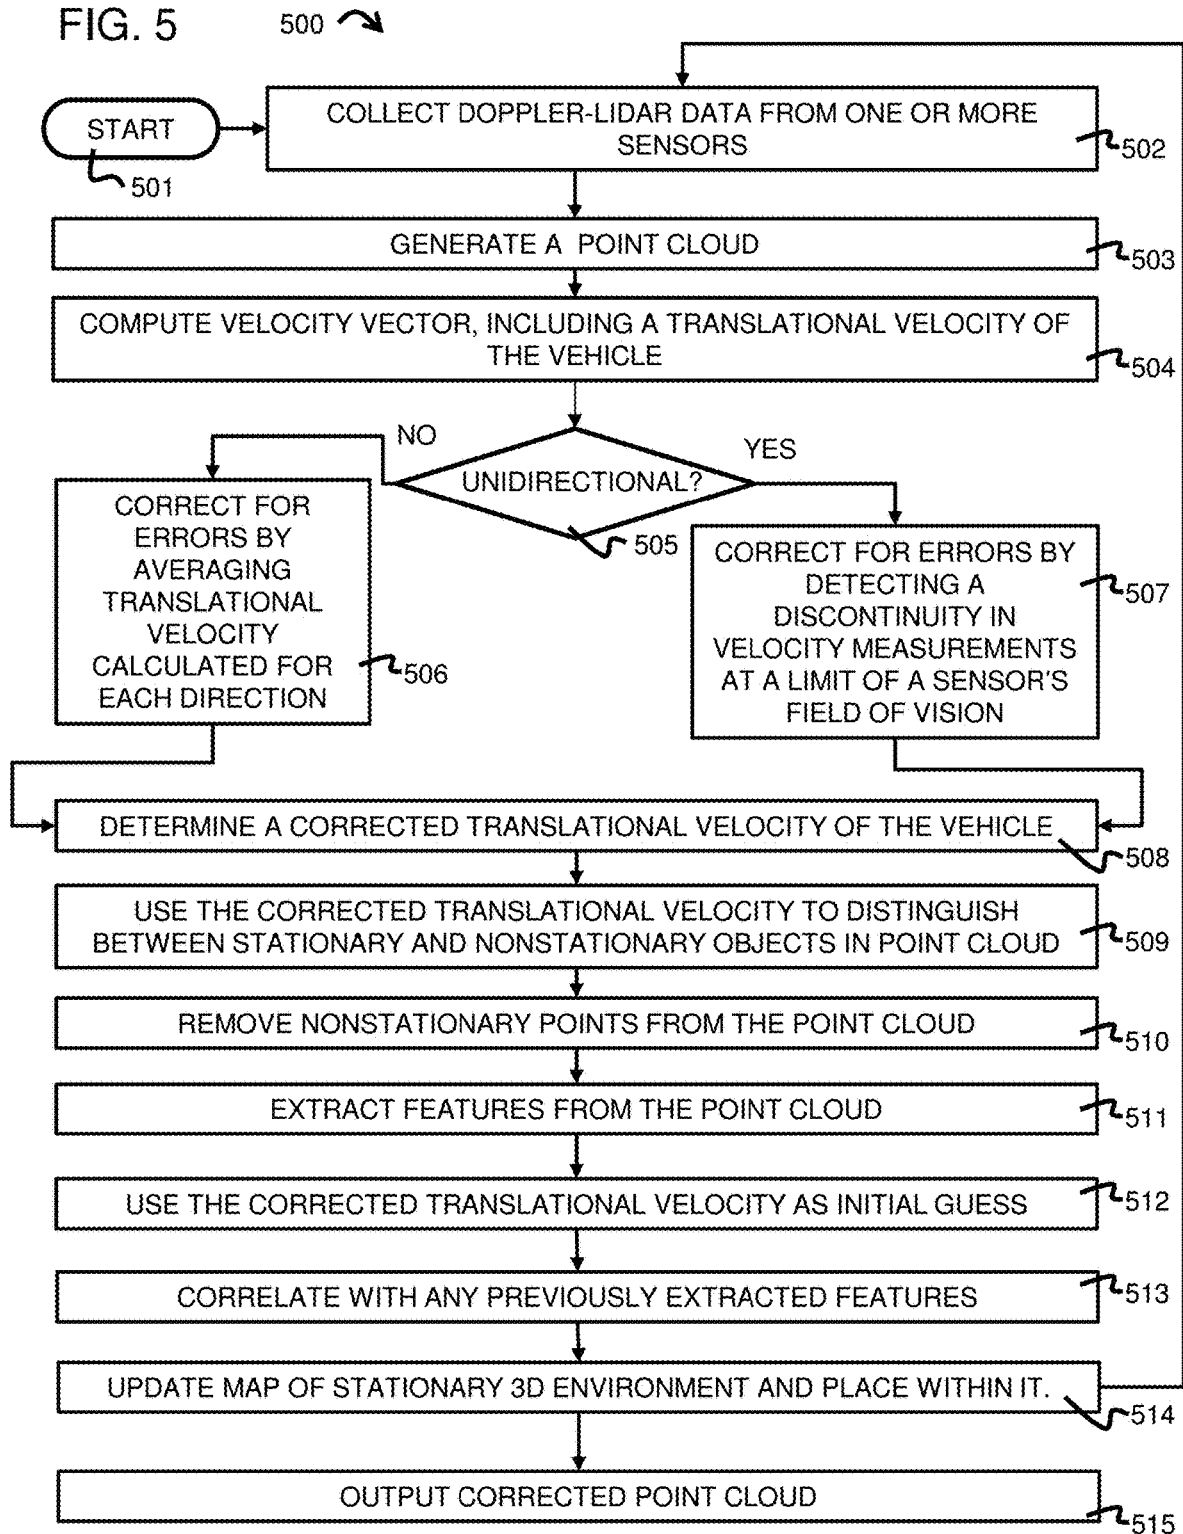 FIG. 5
500
START
501
COLLECT DOPPLER-LIDAR DATA FROM ONE OR MORE
SENSORS
502
GENERATE A POINT CLOUD
503
COMPUTE VELOCITY VECTOR, INCLUDING A TRANSLATIONAL VELOCITY OF
THE VEHICLE
504
NO
YES
UNIDIRECTIONAL?
505
CORRECT FOR
ERRORS BY
AVERAGING
TRANSLATIONAL
VELOCITY
CALCULATED FOR
EACH DIRECTION
506
CORRECT FOR ERRORS BY
DETECTING A
DISCONTINUITY IN
VELOCITY MEASUREMENTS
AT A LIMIT OF A SENSOR'S
FIELD OF VISION
507
DETERMINE A CORRECTED TRANSLATIONAL VELOCITY OF THE VEHICLE
508
USE THE CORRECTED TRANSLATIONAL VELOCITY TO DISTINGUISH
BETWEEN STATIONARY AND NONSTATIONARY OBJECTS IN POINT CLOUD
509
REMOVE NONSTATIONARY POINTS FROM THE POINT CLOUD
510
EXTRACT FEATURES FROM THE POINT CLOUD
511
USE THE CORRECTED TRANSLATIONAL VELOCITY AS INITIAL GUESS
512
CORRELATE WITH ANY PREVIOUSLY EXTRACTED FEATURES
513
UPDATE MAP OF STATIONARY 3D ENVIRONMENT AND PLACE WITHIN IT.
514
OUTPUT CORRECTED POINT CLOUD
515